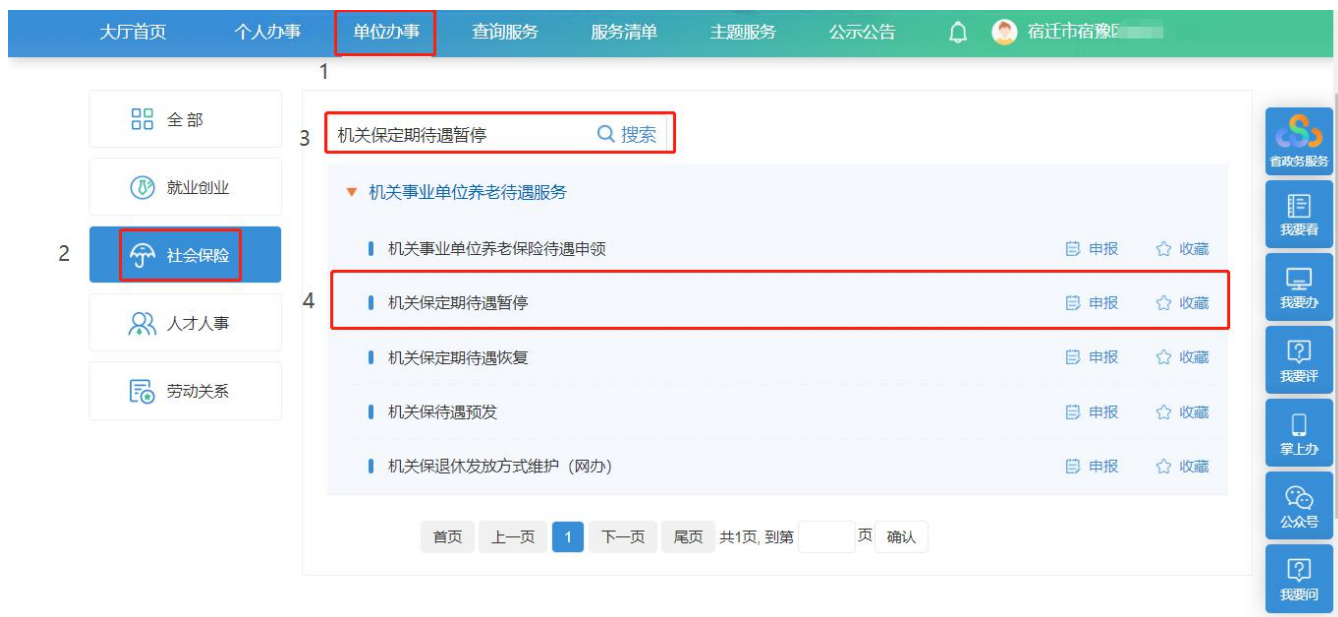 大厅首页 个人办事 单位办事 查询服务 服务清单 主题服务 公示公告 宿迁市宿豫区
1
全部
就业创业
2 社会保险
人才人事
劳动关系
3 机关保定期待遇暂停 搜索
机关事业单位养老待遇服务
机关事业单位养老保险待遇申领 申报 收藏
4 机关保定期待遇暂停 申报 收藏
机关保定期待遇恢复 申报 收藏
机关保待遇预发 申报 收藏
机关保退休发放方式维护（网办） 申报 收藏
首页 上一页 1 下一页 尾页 共1页, 到第 页 确认
省政务服务
我要看
我要办
我要评
掌上办
公众号
我要问